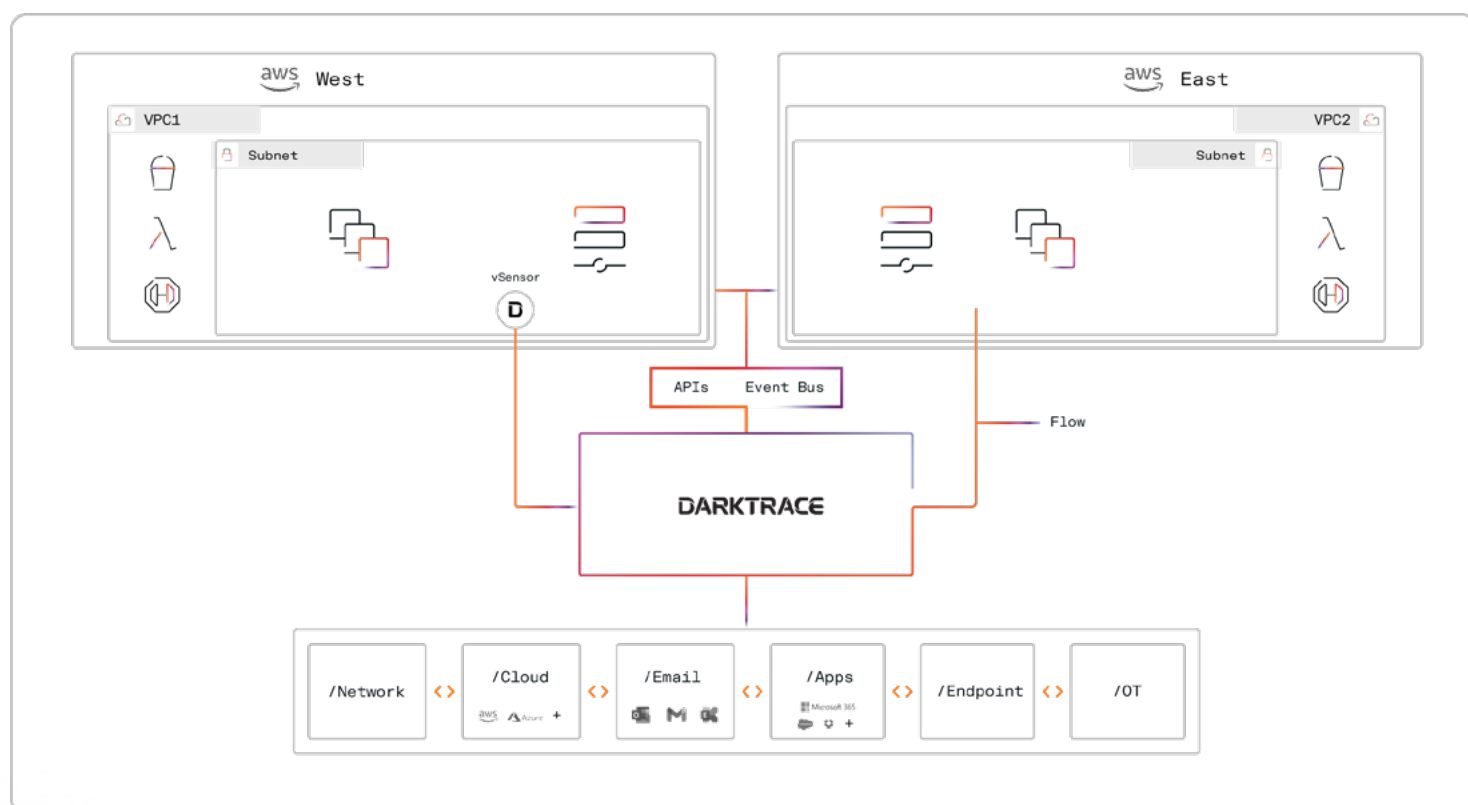 aws West
aws East
VPC1
VPC2
Subnet
Subnet
vSensor
D
APIs Event Bus
Flow
DARKTRACE
/Network
/Cloud
aws Azure +
/Email
/Apps
Microsoft 365
+
/Endpoint
/OT